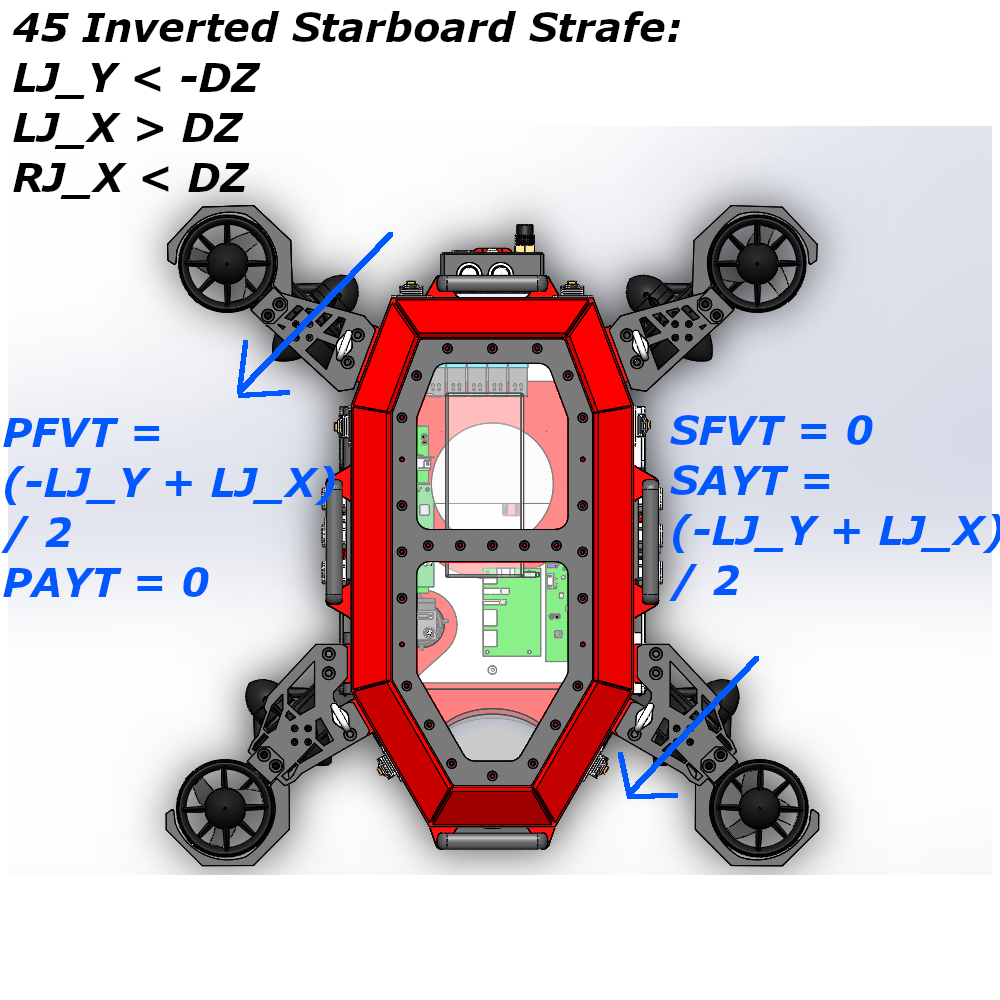 45 Inverted Starboard Strafe:
LJ_Y < -DZ
LJ_X > DZ
RJ_X < DZ
PFVT =
(-LJ_Y + LJ_X)
/ 2
PAYT = 0
SFVT = 0
SAYT =
(-LJ_Y + LJ_X)
/ 2